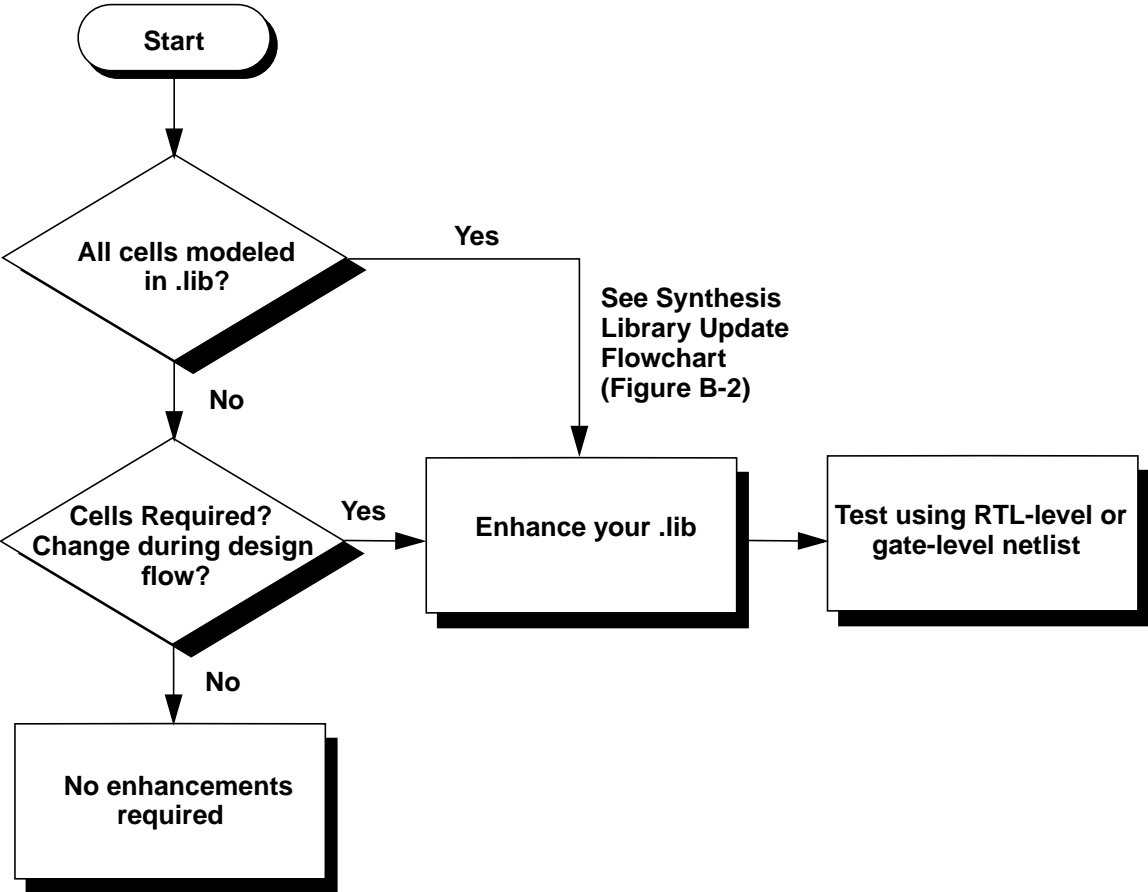 Start
All cells modeled
in .lib?
Yes
See Synthesis
Library Update
Flowchart
(Figure B-2)
No
Cells Required?
Change during design
flow?
Yes
Enhance your .lib
Test using RTL-level or
gate-level netlist
No
No enhancements
required